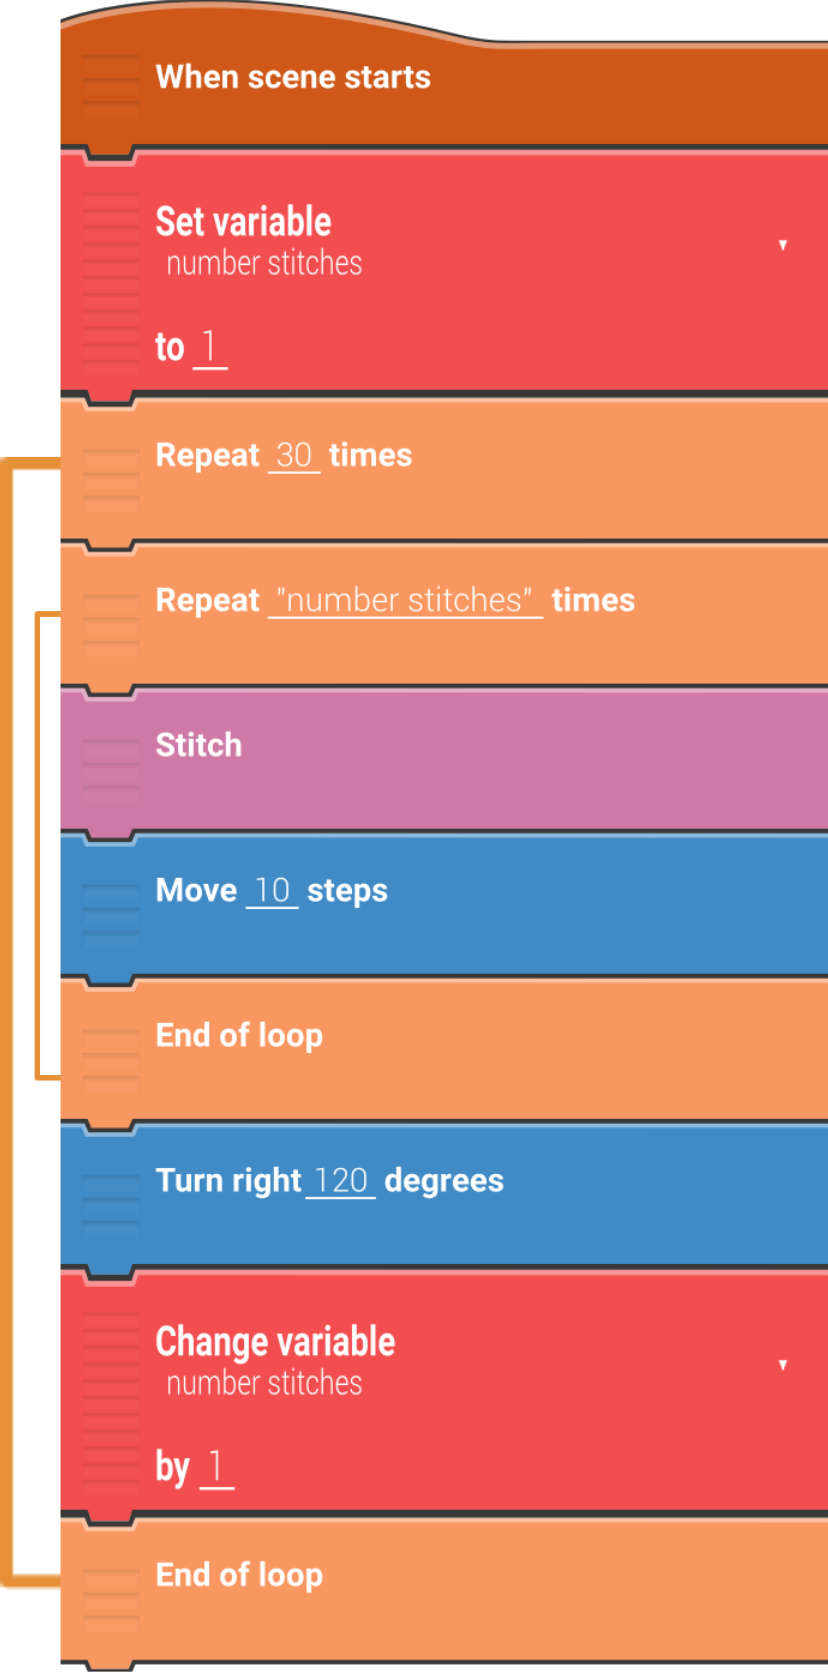 When scene starts
Set variable
number stitches
to 1
Repeat 30 times
Repeat "number stitches" times
Stitch
Move 10 steps
End of loop
Turn right 120 degrees
Change variable
number stitches
by 1
End of loop